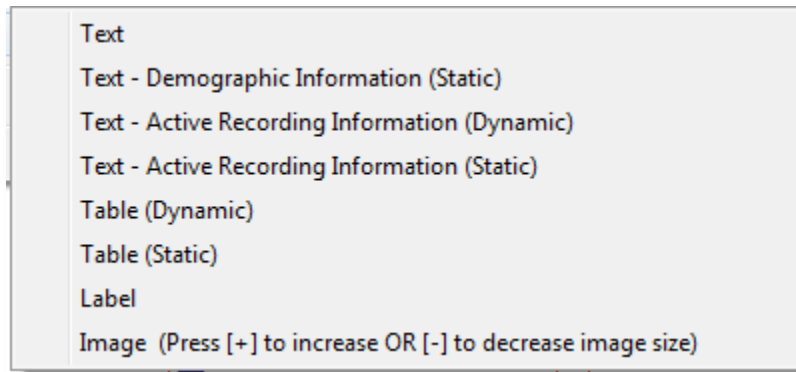 Text
Text - Demographic Information (Static)
Text - Active Recording Information (Dynamic)
Text - Active Recording Information (Static)
Table (Dynamic)
Table (Static)
Label
Image  (Press [+] to increase OR [-] to decrease image size)